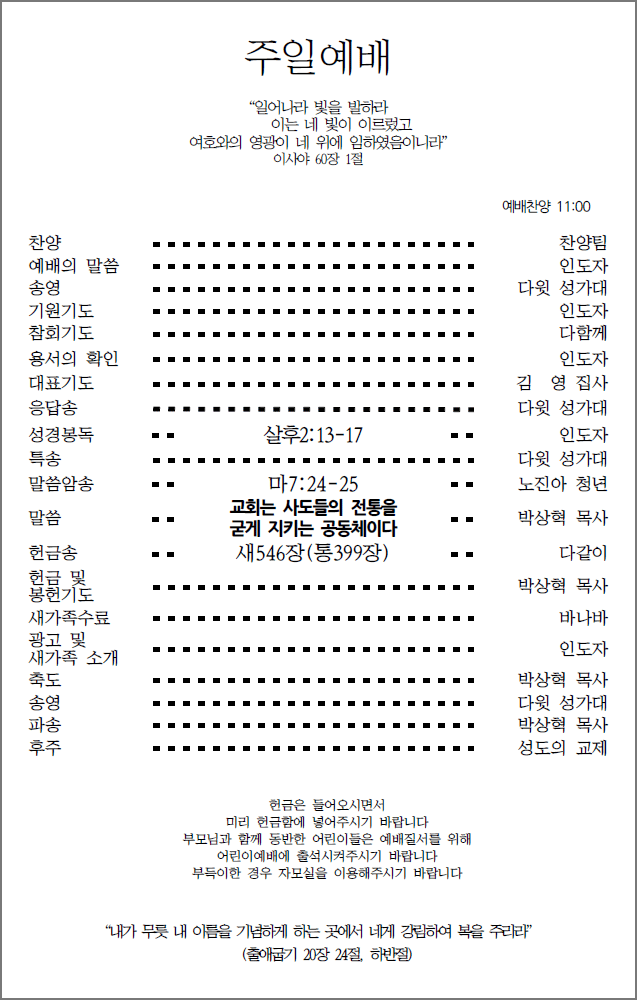 주일예배
“일어나라 빛을 발하라
이는 네 빛이 이르렀고
여호와의 영광이 네 위에 임하였음이니라”
이사야 60장 1절
예배찬양 11:00
찬양 찬양팀
예배의 말씀 인도자
송영 다윗 성가대
기원기도 인도자
참회기도 다함께
용서의 확인 인도자
대표기도 김 영 집사
응답송 다윗 성가대
성경봉독 살후2:13-17 인도자
특송 다윗 성가대
말씀암송 마7:24-25 노진아 청년
말씀 교회는 사도들의 전통을
굳게 지키는 공동체이다 박상혁 목사
헌금송 새546장(통399장) 다같이
헌금 및
봉헌기도 박상혁 목사
새가족수료 바나바
광고 및
새가족 소개 인도자
축도 박상혁 목사
송영 다윗 성가대
파송 박상혁 목사
후주 성도의 교제
헌금은 들어오시면서
미리 헌금함에 넣어주시기 바랍니다
부모님과 함께 동반한 어린이들은 예배질서를 위해
어린이예배에 출석시켜주시기 바랍니다
부득이한 경우 자모실을 이용해주시기 바랍니다
“내가 무릇 내 이름을 기념하게 하는 곳에서 네게 강림하여 복을 주리라”
(출애굽기 20장 24절, 하반절)